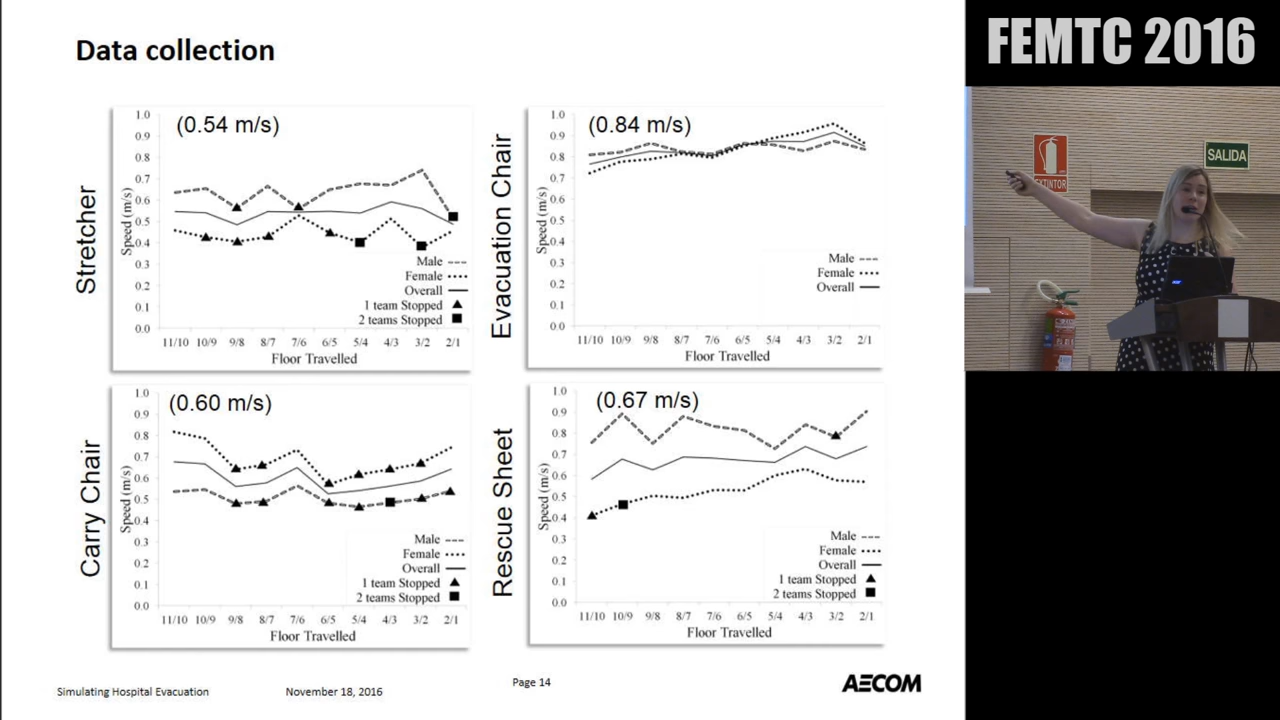 Data collection
FEMTC 2016
Stretcher
(0.54 m/s)
1.0
0.9
0.8
0.7
0.6
0.5
0.4
0.3
0.2
0.1
0.0
Speed (m/s)
Male
Female
Overall
1 team Stopped
2 teams Stopped
11/10 10/9 9/8 8/7 7/6 6/5 5/4 4/3 3/2 2/1
Floor Travelled
Evacuation Chair
(0.84 m/s)
1.0
0.9
0.8
0.7
0.6
0.5
0.4
0.3
0.2
0.1
0.0
Speed (m/s)
Male
Female
Overall
11/10 10/9 9/8 8/7 7/6 6/5 5/4 4/3 3/2 2/1
Floor Travelled
EXTINTOR
SALIDA
Carry Chair
(0.60 m/s)
1.0
0.9
0.8
0.7
0.6
0.5
0.4
0.3
0.2
0.1
0.0
Speed (m/s)
Male
Female
Overall
1 team Stopped
2 teams Stopped
11/10 10/9 9/8 8/7 7/6 6/5 5/4 4/3 3/2 2/1
Floor Travelled
Rescue Sheet
(0.67 m/s)
1.0
0.9
0.8
0.7
0.6
0.5
0.4
0.3
0.2
0.1
0.0
Speed (m/s)
Male
Female
Overall
1 team Stopped
2 teams Stopped
11/10 10/9 9/8 8/7 7/6 6/5 5/4 4/3 3/2 2/1
Floor Travelled
Simulating Hospital Evacuation
November 18, 2016
Page 14
AECOM